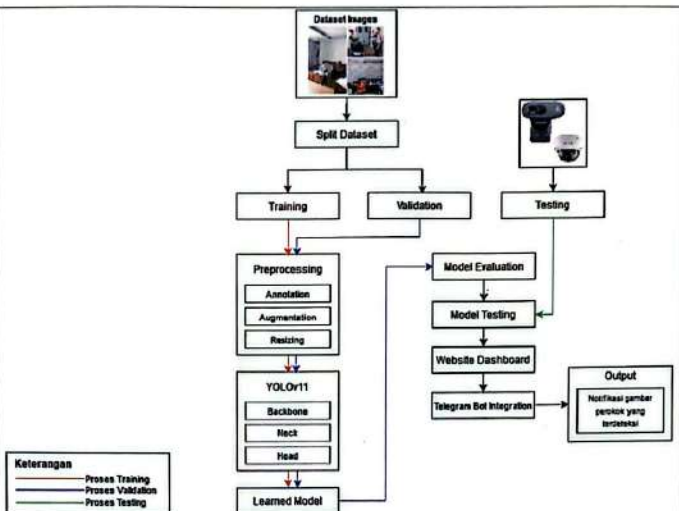 Dataset Images
Split Dataset
Training
Validation
Testing
Preprocessing
Annotation
Augmentation
Resizing
YOLOv11
Backbone
Neck
Head
Learned Model
Model Evaluation
Model Testing
Website Dashboard
Telegram Bot Integration
Output
Notifikasi gambar
perokok yang
terdeteksi
Keterangan
Proses Training
Proses Validation
Proses Testing